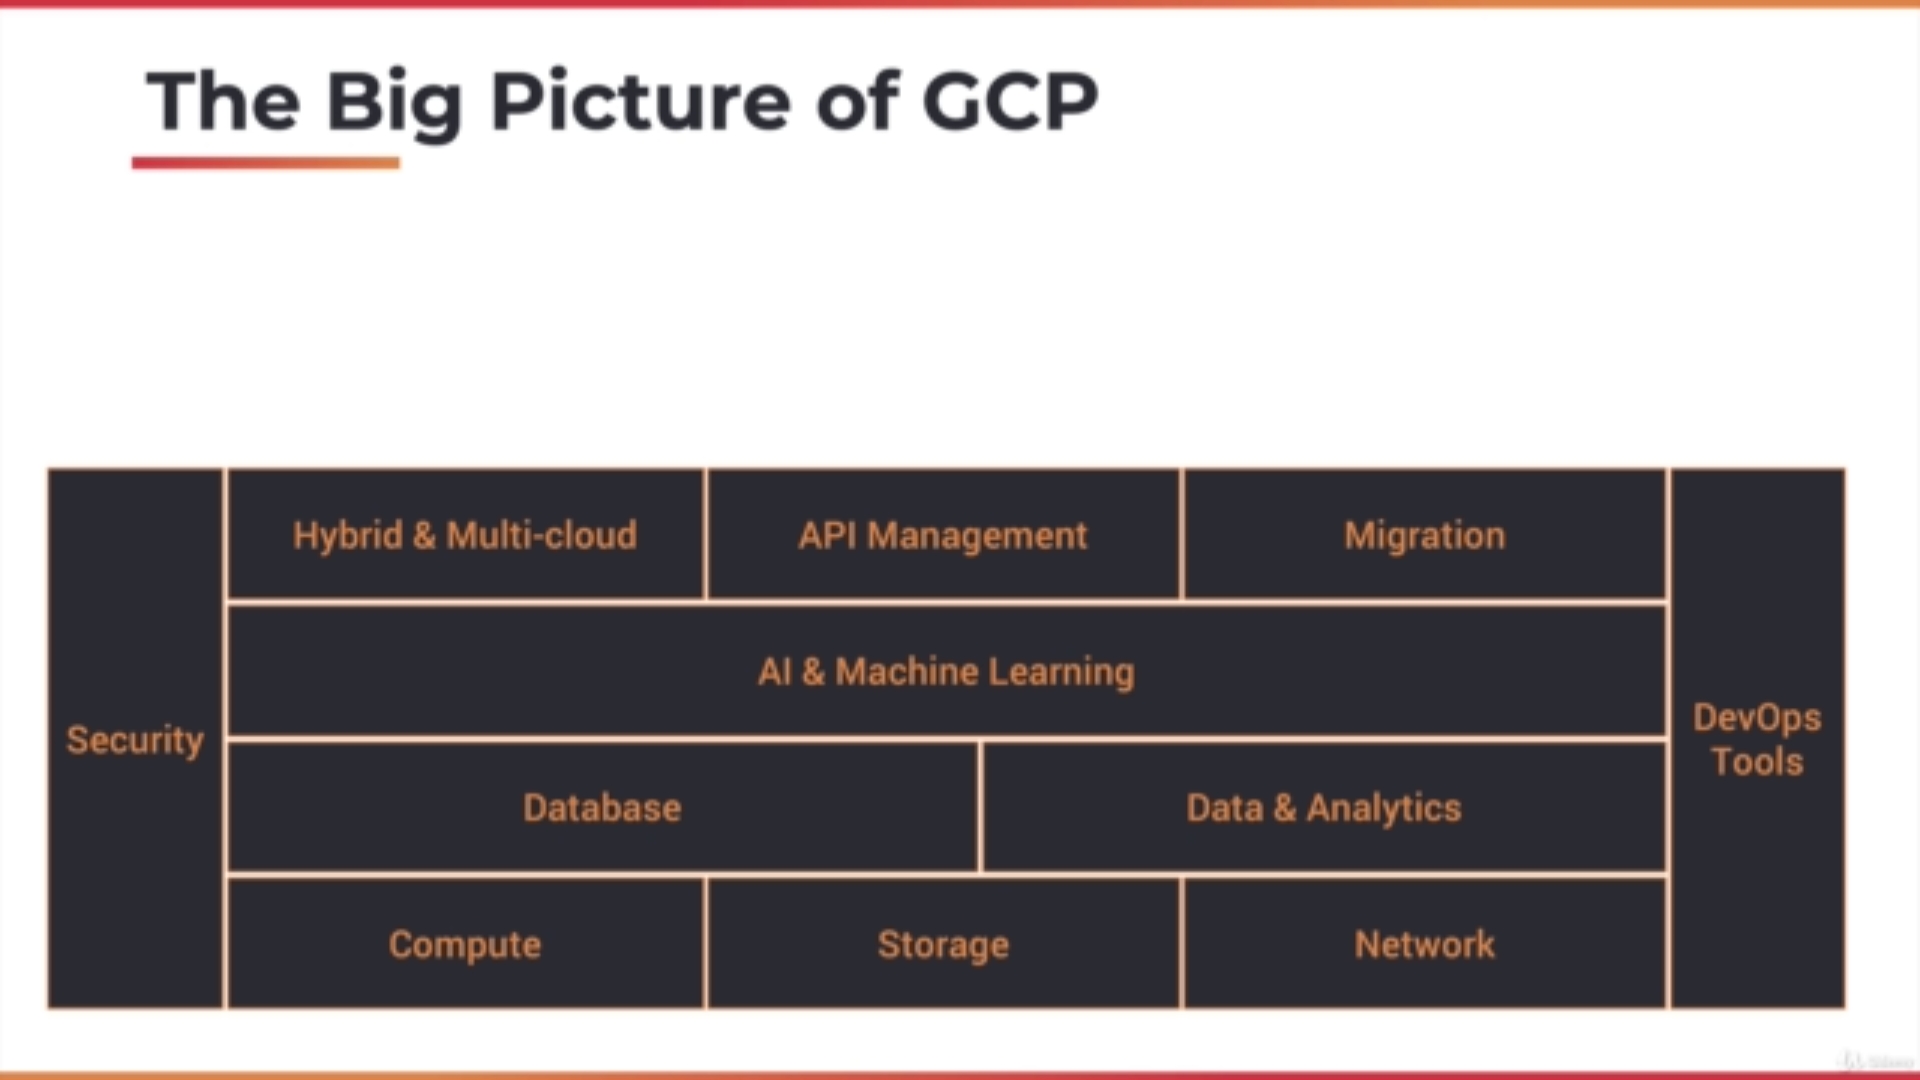 The Big Picture of GCP
Hybrid & Multi-cloud
API Management
Migration
AI & Machine Learning
Security
DevOps
Tools
Database
Data & Analytics
Compute
Storage
Network